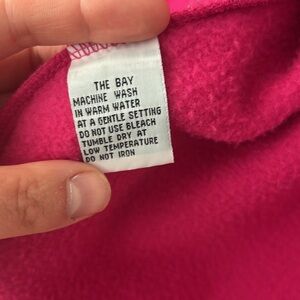 THE BAY
MACHINE WASH
IN WARM WATER
AT A GENTLE SETTING
DO NOT USE BLEACH
TUMBLE DRY AT
LOW TEMPERATURE
DO NOT IRON